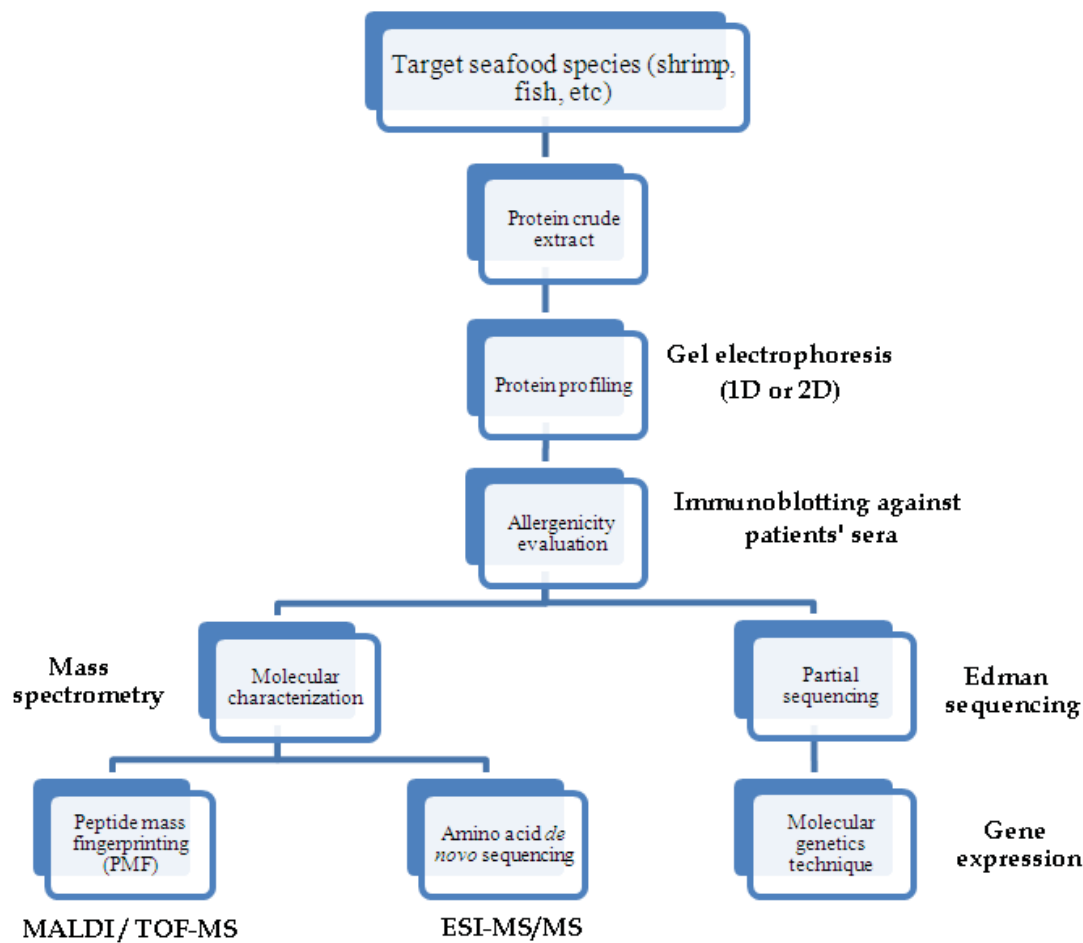 Target seafood species (shrimp,
fish, etc)
Protein crude
extract
Protein profiling
Gel electrophoresis
(1D or 2D)
Allergenicity
evaluation
Immunoblotting against
patients' sera
Mass
spectrometry
Molecular
characterization
Partial
sequencing
Edman
sequencing
Peptide mass
fingerprinting
(PMF)
Amino acid de
novo sequencing
Molecular
genetics
technique
Gene
expression
MALDI / TOF-MS
ESI-MS/MS